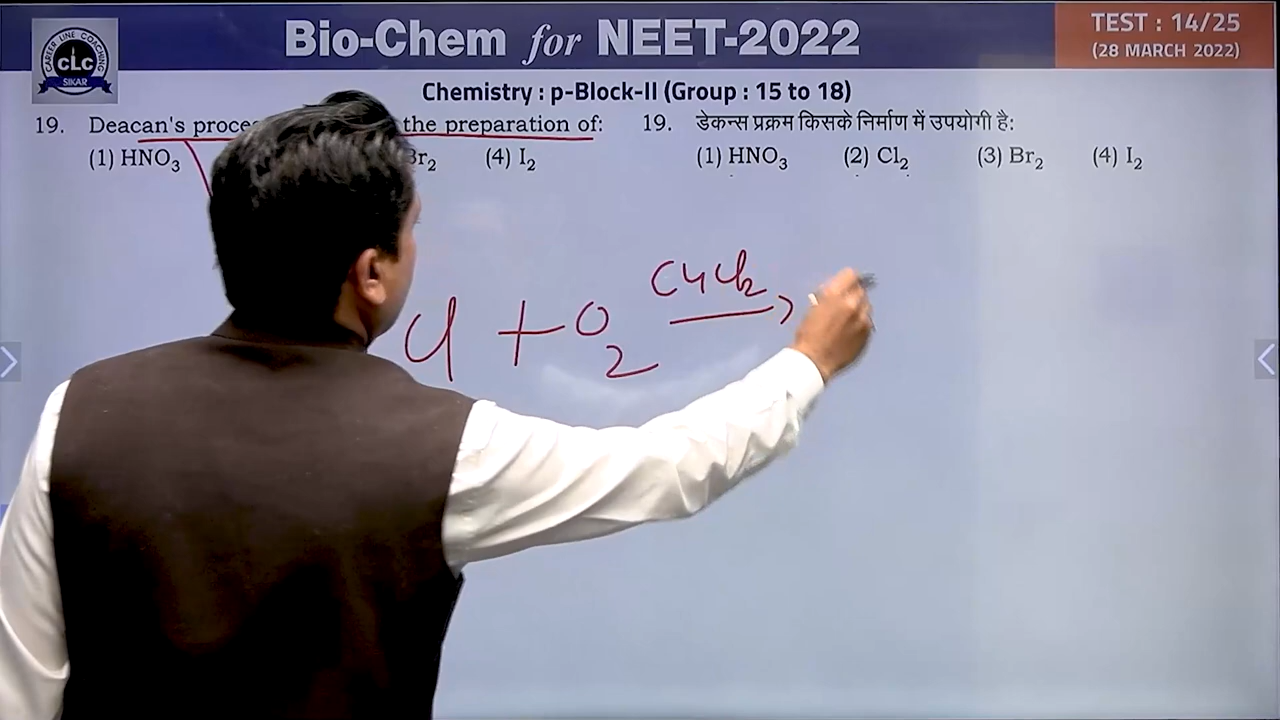 Bio-Chem for NEET-2022
TEST : 14/25
(28 MARCH 2022)
CAREER LINE COACHING
CLC
SIKAR
Chemistry : p-Block-II (Group : 15 to 18)
19. Deacan's the preparation of:
(1) HNO₃ Br₂ (4) I₂
19. डेकन्स प्रक्रम किसके निर्माण में उपयोगी है:
(1) HNO₃ (2) Cl₂ (3) Br₂ (4) I₂
Cl + O₂ CuCl₂ →